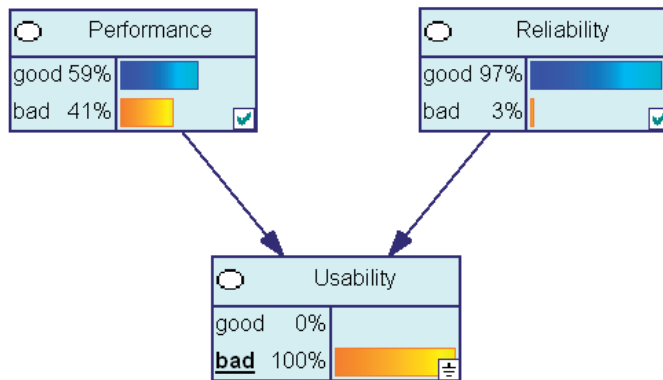 Performance
good 59%
bad 41%
Reliability
good 97%
bad 3%
Usability
good 0%
bad 100%